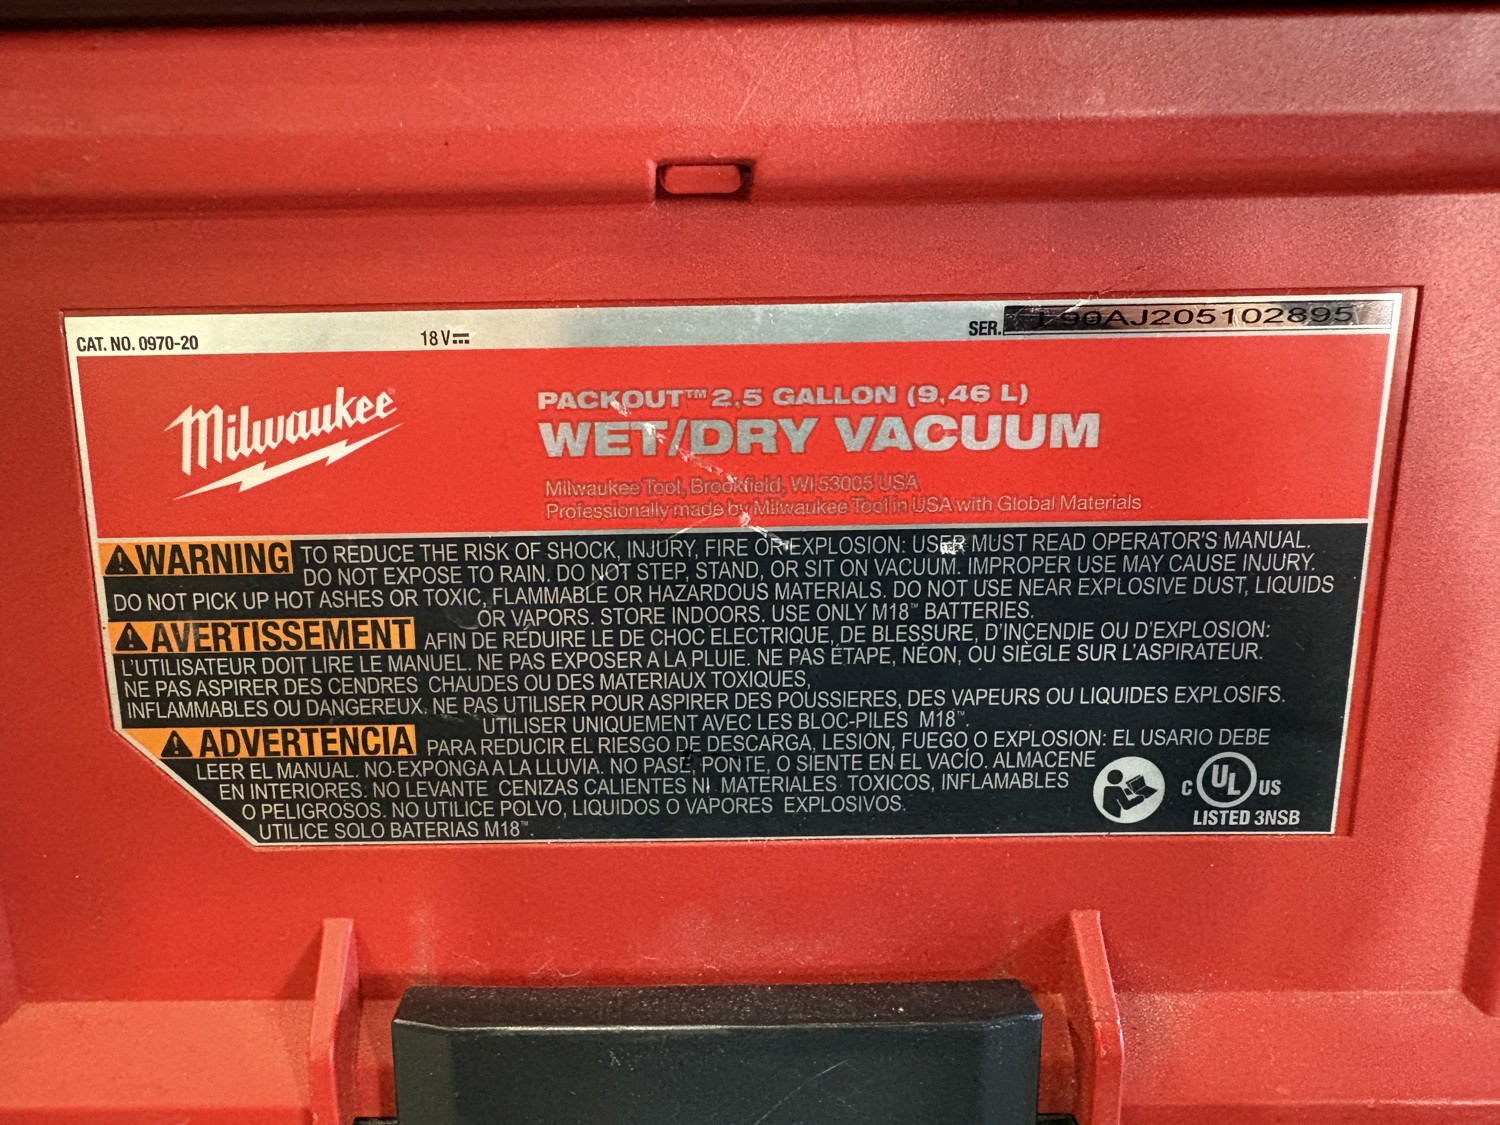 CAT. NO. 0970-20 18 V⎓ SER. L90AJ205102895
Milwaukee®
PACKOUT™ 2.5 GALLON (9,46 L)
WET/DRY VACUUM
Milwaukee Tool, Brookfield, WI 53005 USA
Professionally made by Milwaukee Tool in USA with Global Materials
⚠WARNING TO REDUCE THE RISK OF SHOCK, INJURY, FIRE OR EXPLOSION: USER MUST READ OPERATOR'S MANUAL.
DO NOT EXPOSE TO RAIN. DO NOT STEP, STAND, OR SIT ON VACUUM. IMPROPER USE MAY CAUSE INJURY.
DO NOT PICK UP HOT ASHES OR TOXIC, FLAMMABLE OR HAZARDOUS MATERIALS. DO NOT USE NEAR EXPLOSIVE DUST, LIQUIDS
OR VAPORS. STORE INDOORS. USE ONLY M18™ BATTERIES.
⚠AVERTISSEMENT AFIN DE RÉDUIRE LE DE CHOC ÉLECTRIQUE, DE BLESSURE, D'INCENDIE OU D'EXPLOSION:
L'UTILISATEUR DOIT LIRE LE MANUEL. NE PAS EXPOSER A LA PLUIE. NE PAS ÉTAPE, NÉON, OU SIÈGLE SUR L'ASPIRATEUR.
NE PAS ASPIRER DES CENDRES CHAUDES OU DES MATERIAUX TOXIQUES,
INFLAMMABLES OU DANGEREUX. NE PAS UTILISER POUR ASPIRER DES POUSSIERES, DES VAPEURS OU LIQUIDES EXPLOSIFS.
UTILISER UNIQUEMENT AVEC LES BLOC-PILES M18™.
⚠ADVERTENCIA PARA REDUCIR EL RIESGO DE DESCARGA, LESION, FUEGO O EXPLOSION: EL USARIO DEBE
LEER EL MANUAL. NO EXPONGA A LA LLUVIA. NO PASE, PONTE, O SIENTE EN EL VACÍO. ALMACENE
EN INTERIORES. NO LEVANTE CENIZAS CALIENTES NI MATERIALES TOXICOS, INFLAMABLES
O PELIGROSOS. NO UTILICE POLVO, LIQUIDOS O VAPORES EXPLOSIVOS.
UTILICE SOLO BATERIAS M18™.
C UL US
LISTED 3NSB